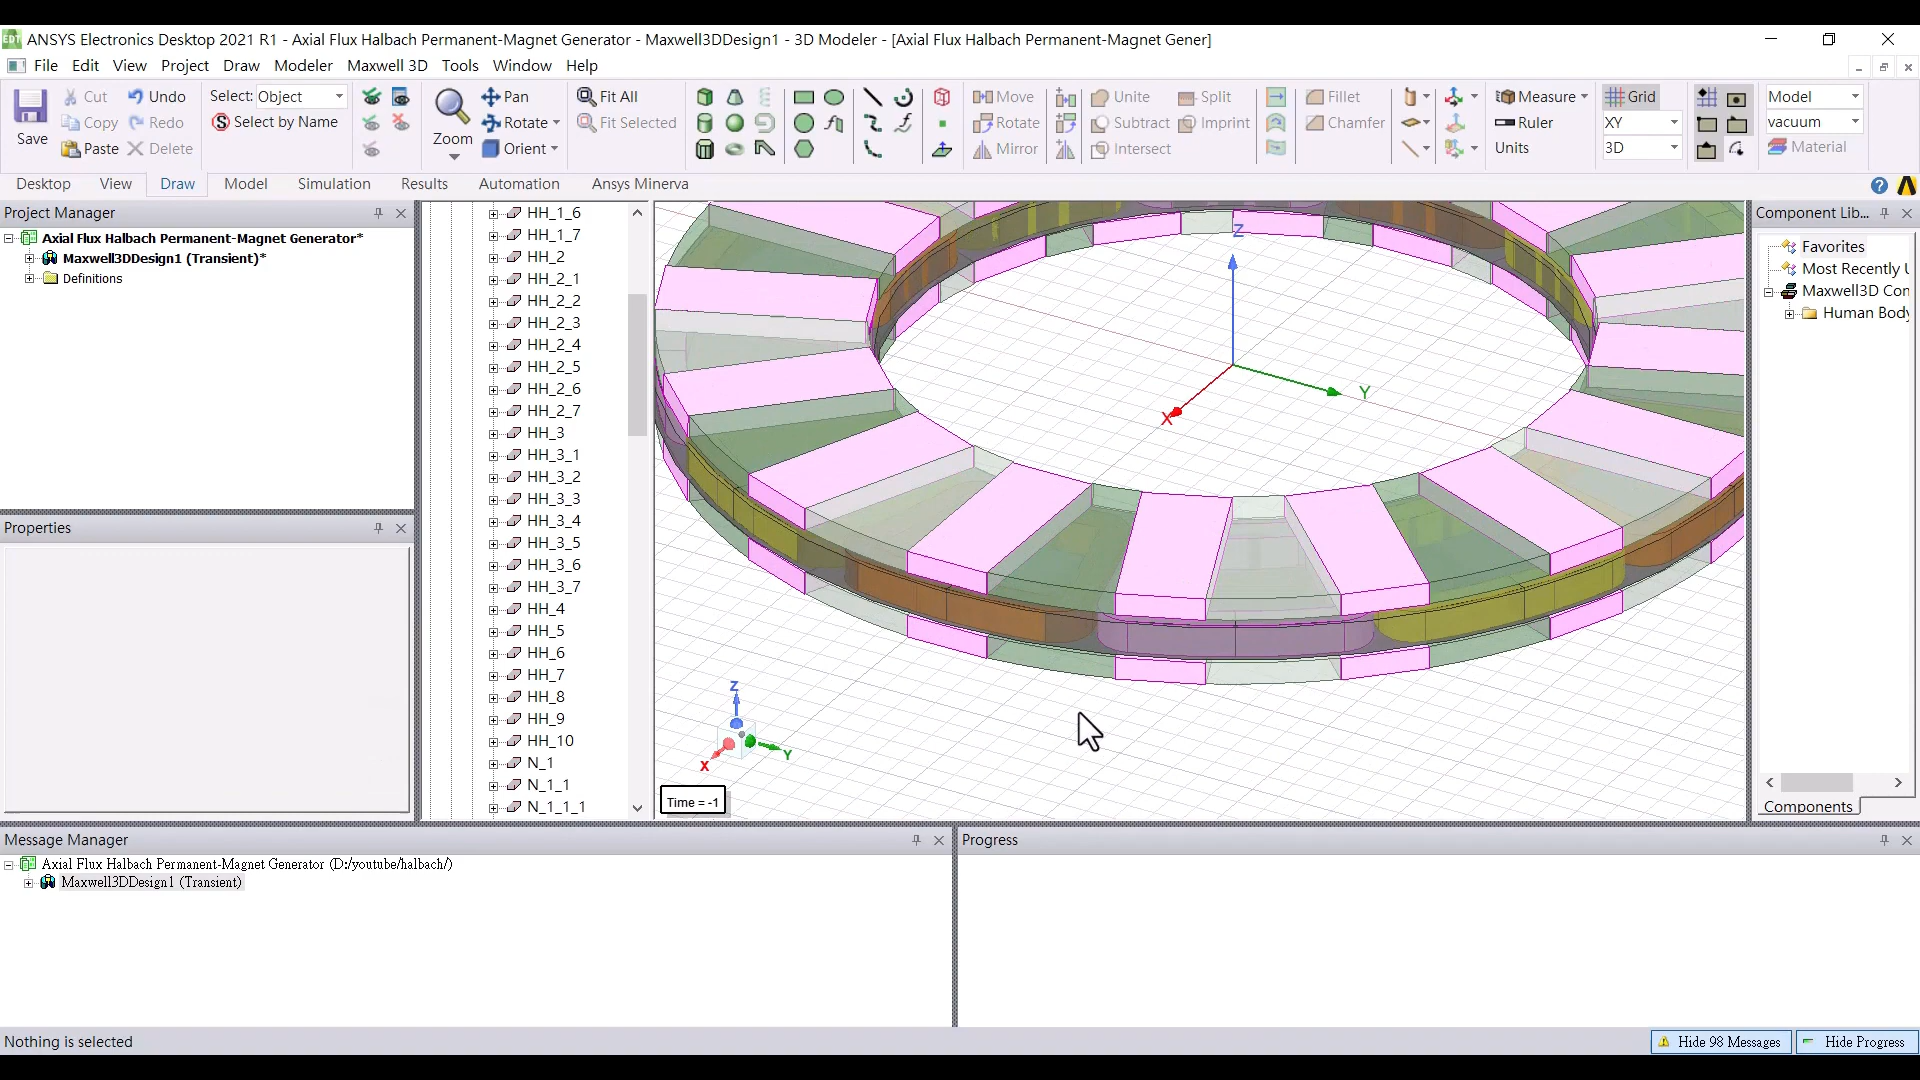 ANSYS Electronics Desktop 2021 R1 - Axial Flux Halbach Permanent-Magnet Generator - Maxwell3DDesign1 - 3D Modeler - [Axial Flux Halbach Permanent-Magnet Gener]
File Edit View Project Draw Modeler Maxwell 3D Tools Window Help
Save
Cut
Copy
Paste
Undo
Redo
Delete
Select: Object
Select by Name
Zoom
Pan
Rotate
Orient
Fit All
Fit Selected
Move
Rotate
Mirror
Unite
Subtract
Intersect
Split
Imprint
Fillet
Chamfer
Measure
Ruler
Units
Grid
XY
3D
Model
vacuum
Material
Desktop View Draw Model Simulation Results Automation Ansys Minerva
Project Manager
Axial Flux Halbach Permanent-Magnet Generator*
Maxwell3DDesign1 (Transient)*
Definitions
Properties
HH_1_6
HH_1_7
HH_2
HH_2_1
HH_2_2
HH_2_3
HH_2_4
HH_2_5
HH_2_6
HH_2_7
HH_3
HH_3_1
HH_3_2
HH_3_3
HH_3_4
HH_3_5
HH_3_6
HH_3_7
HH_4
HH_5
HH_6
HH_7
HH_8
HH_9
HH_10
N_1
N_1_1
N_1_1_1
Z
Y
X
Z
Y
X
Time = -1
Component Lib...
Favorites
Most Recently U
Maxwell3D Con
Human Body
Components
Message Manager
Axial Flux Halbach Permanent-Magnet Generator (D:/youtube/halbach/)
Maxwell3DDesign1 (Transient)
Progress
Nothing is selected
Hide 98 Messages
Hide Progress